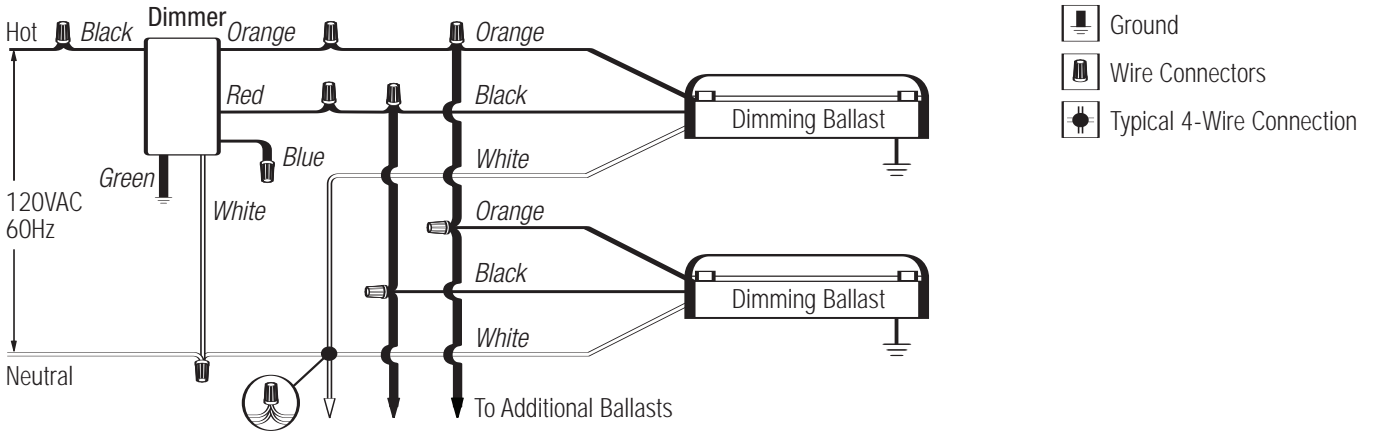 Dimmer
Hot
Black
Orange
Orange
Red
Black
Dimming Ballast
Blue
White
Green
120VAC
60Hz
White
Orange
Black
Dimming Ballast
White
Neutral
To Additional Ballasts
Ground
Wire Connectors
Typical 4-Wire Connection